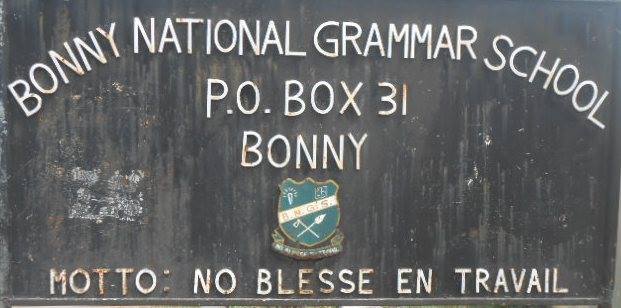 BONNY NATIONAL GRAMMAR SCHOOL
P.O. BOX 31
BONNY
B.N.G.S.
MOTTO: NO BLESSE EN TRAVAIL